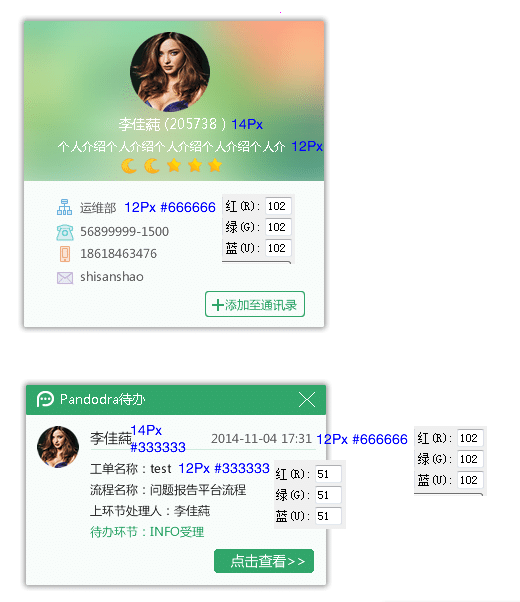 李佳莼 (205738 ) 14Px
个人介绍个人介绍个人介绍个人介绍个人介 12Px
运维部 12Px #666666
红(R): 102
绿(G): 102
蓝(U): 102
56899999-1500
18618463476
shisanshao
+添加至通讯录
Pandodra待办
李佳莼 14Px #333333 2014-11-04 17:31 12Px #666666
红(R): 102
绿(G): 102
蓝(U): 102
工单名称：test 12Px #333333
红(R): 51
绿(G): 51
蓝(U): 51
流程名称：问题报告平台流程
上环节处理人：李佳莼
待办环节：INFO受理
点击查看>>